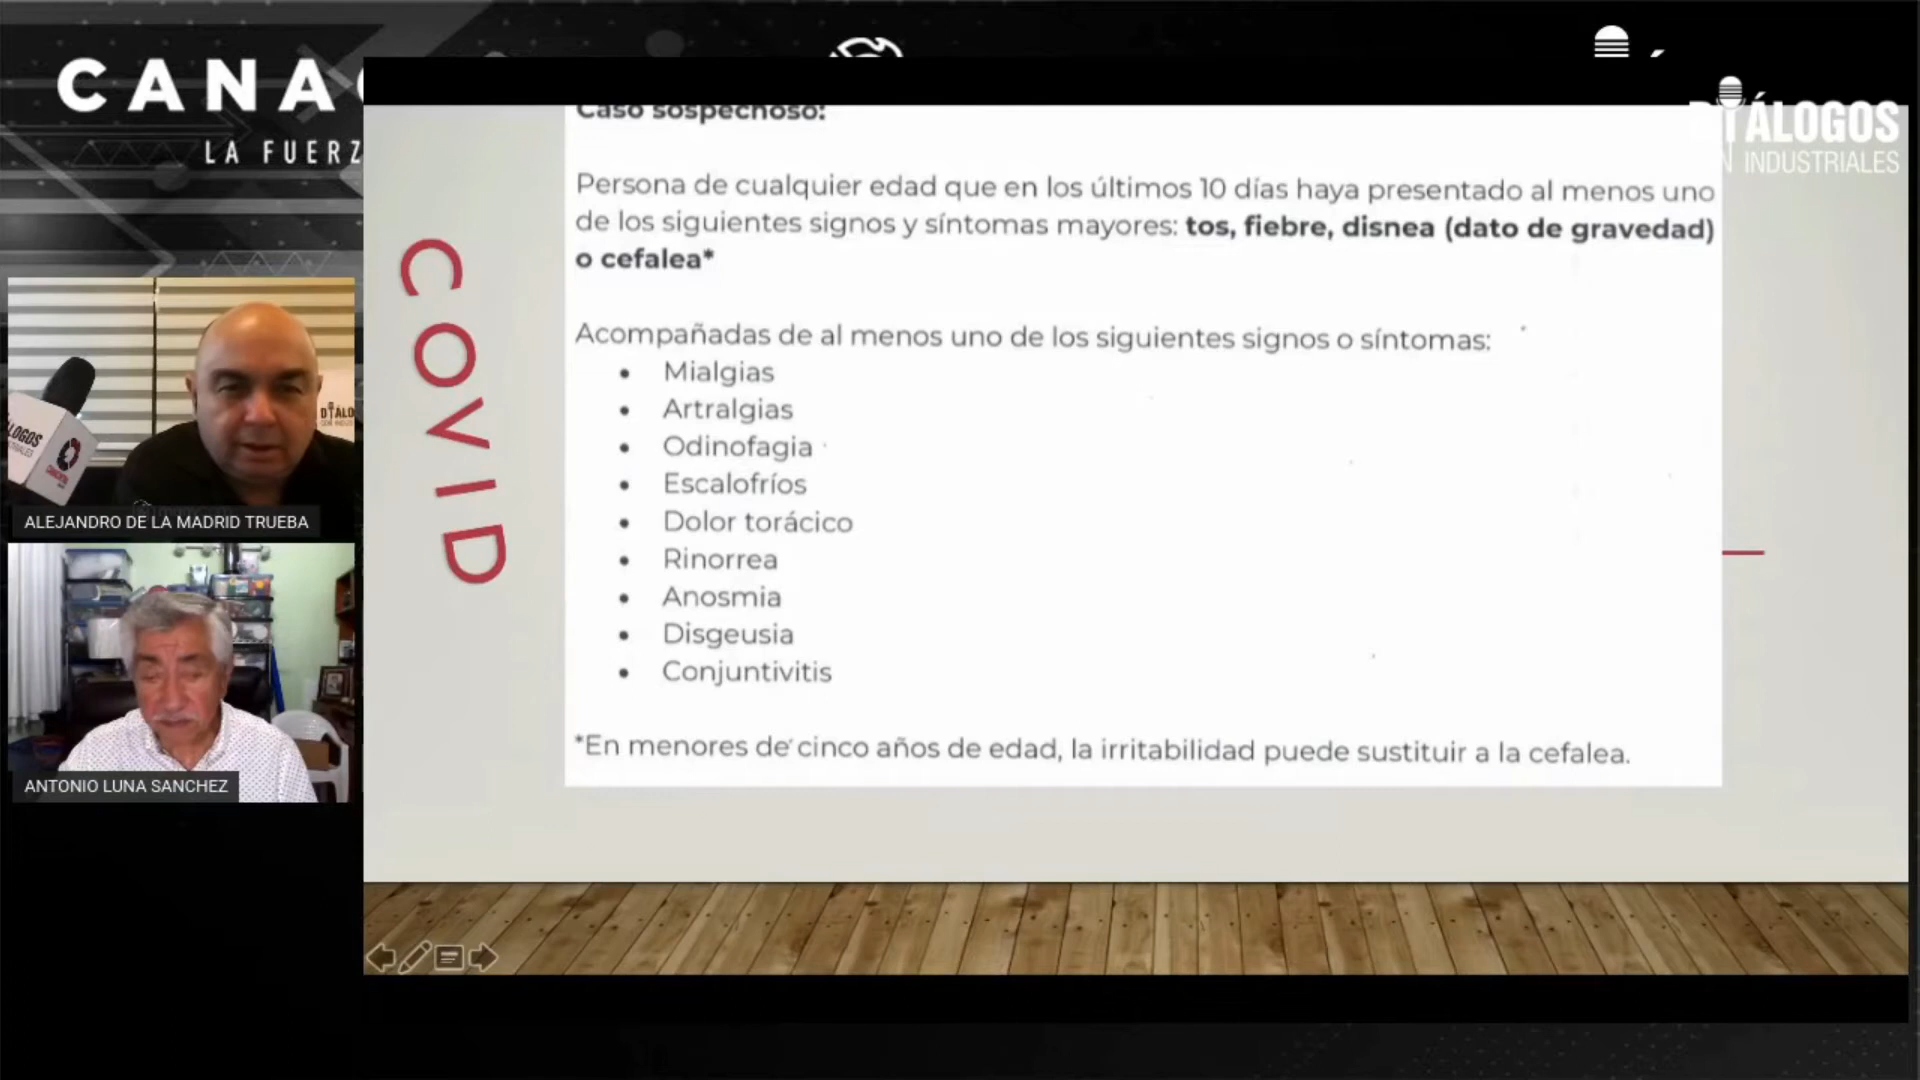 CANA
LA FUERZ
DIÁLOGOS
INDUSTRIALES
Caso sospechoso:
Persona de cualquier edad que en los últimos 10 días haya presentado al menos uno
de los siguientes signos y síntomas mayores: tos, fiebre, disnea (dato de gravedad)
o cefalea*
COVID
Acompañadas de al menos uno de los siguientes signos o síntomas:
• Mialgias
• Artralgias
• Odinofagia
• Escalofríos
• Dolor torácico
• Rinorrea
• Anosmia
• Disgeusia
• Conjuntivitis
*En menores de cinco años de edad, la irritabilidad puede sustituir a la cefalea.
ALEJANDRO DE LA MADRID TRUEBA
ANTONIO LUNA SANCHEZ